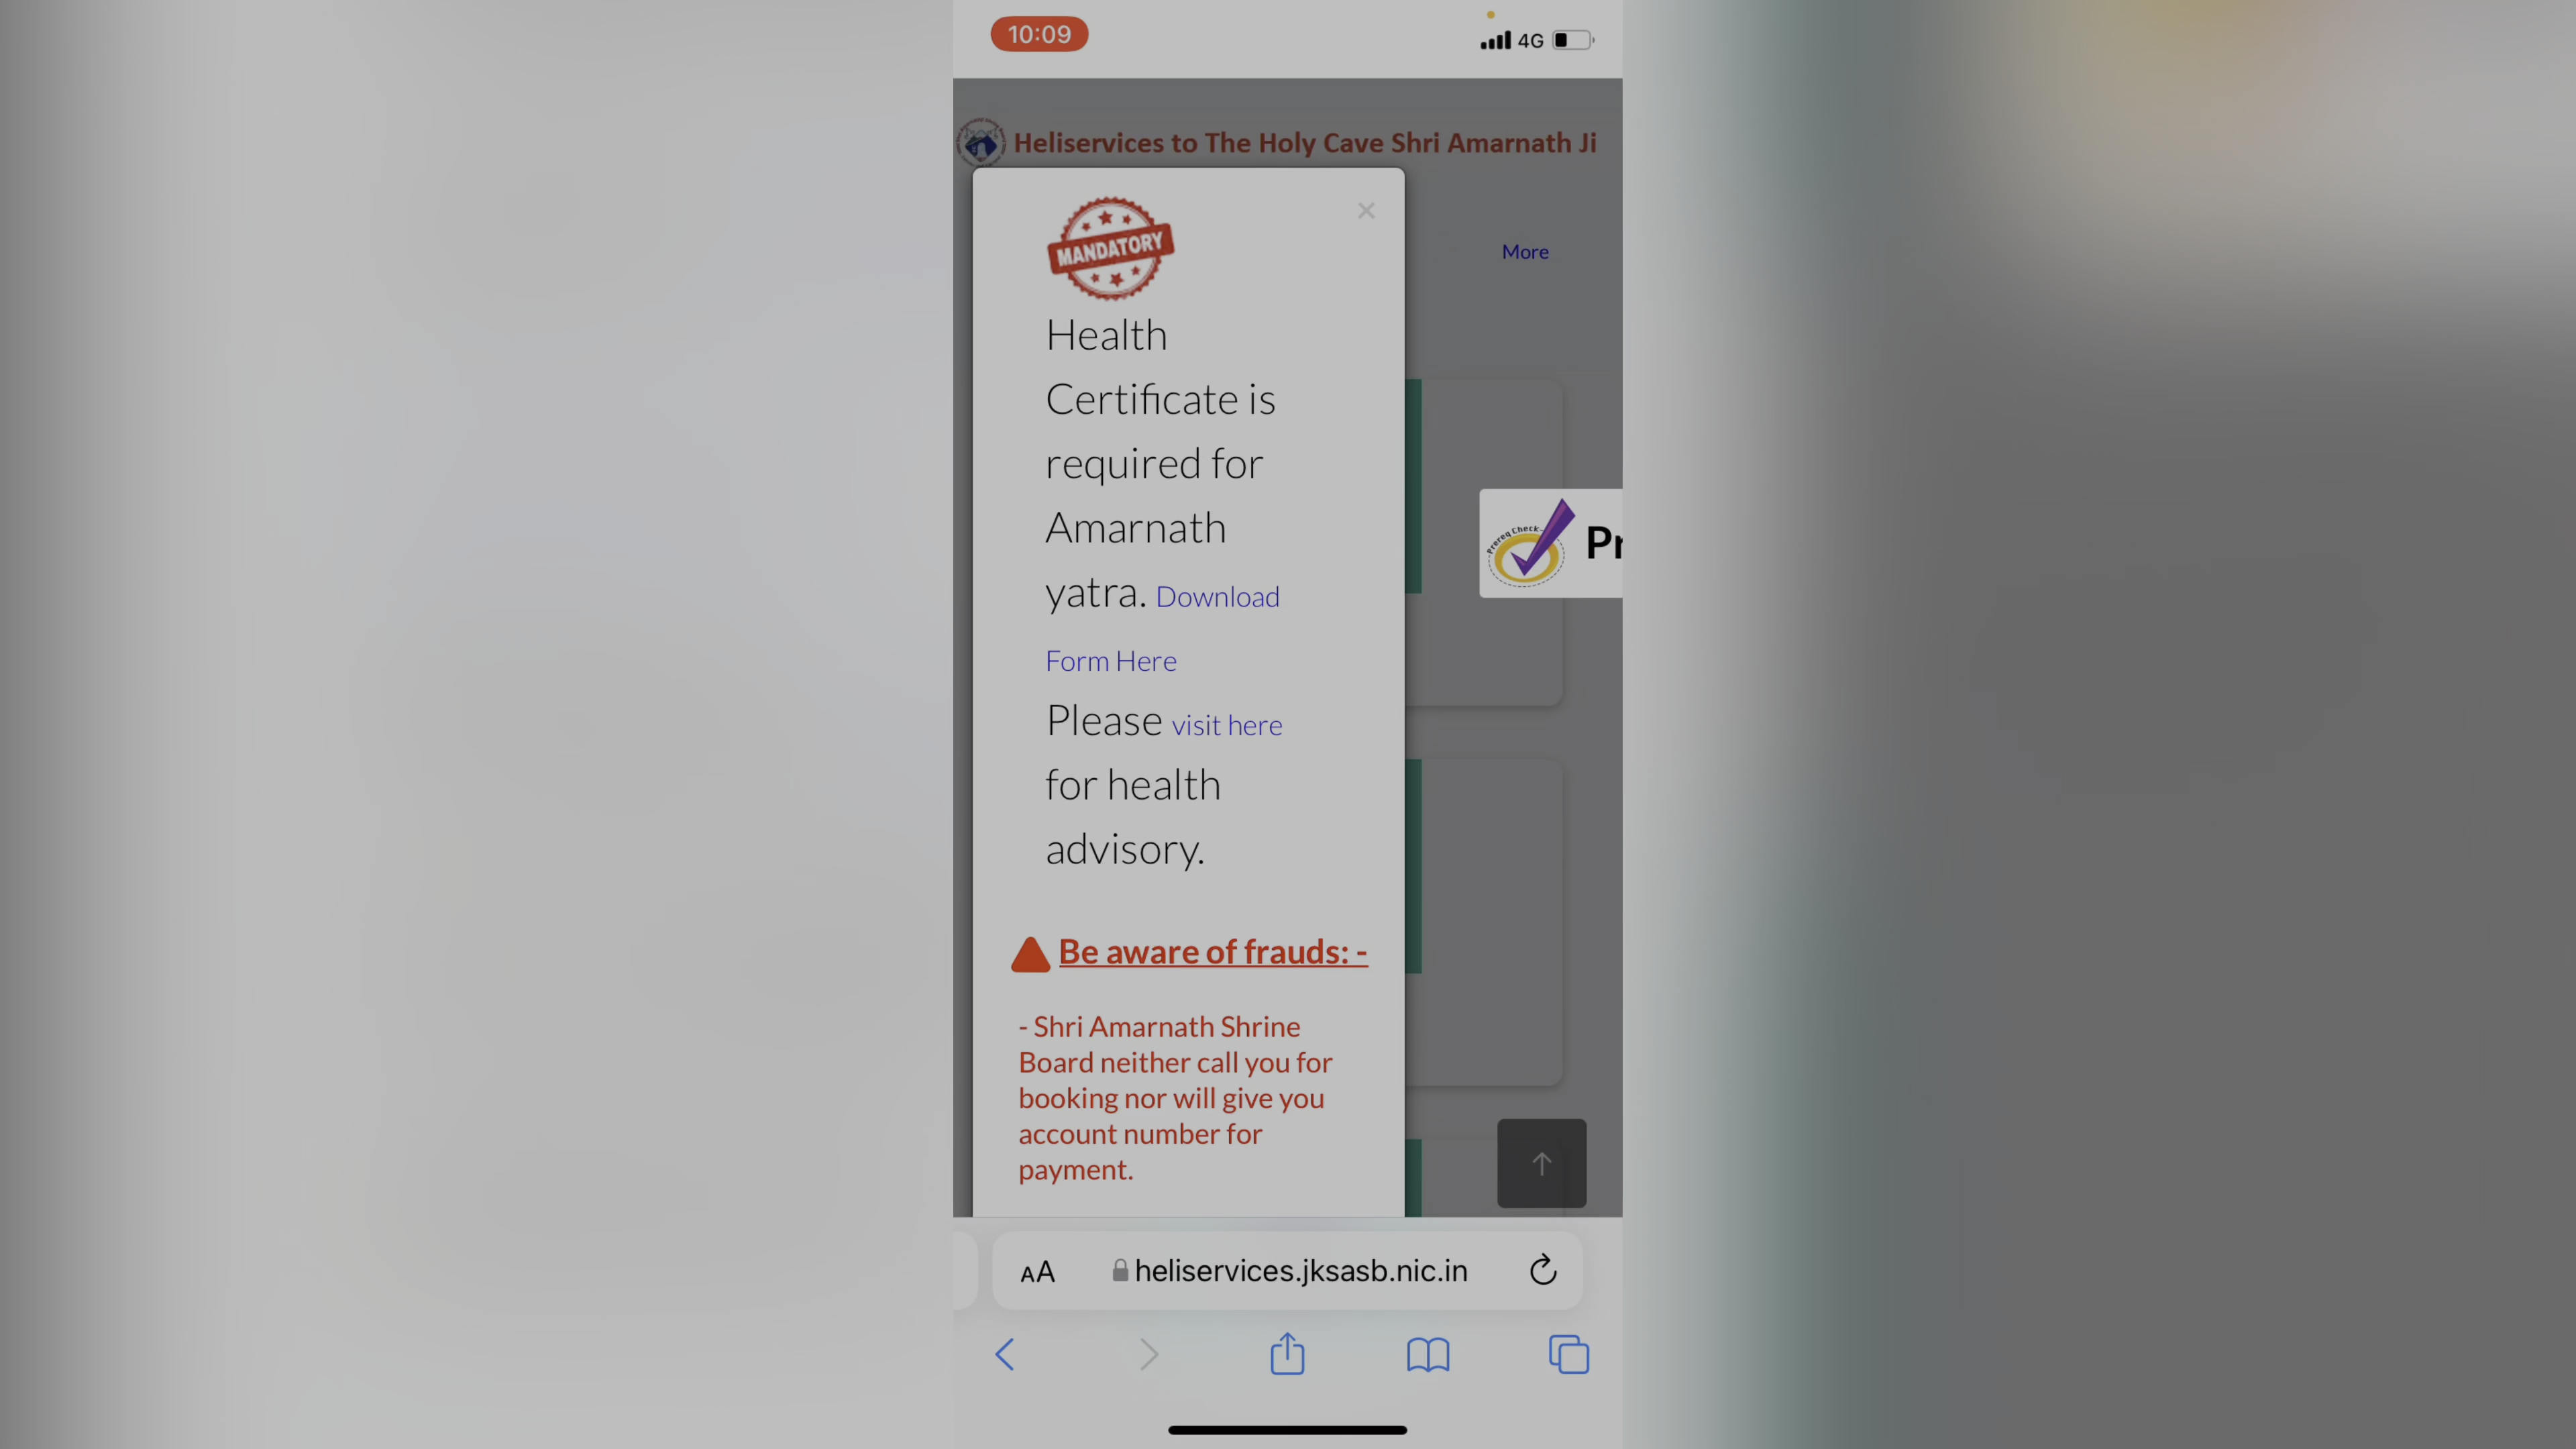 10:09
4G
Heliservices to The Holy Cave Shri Amarnath Ji
×
MANDATORY
More
Health
Certificate is
required for
Amarnath
yatra. Download
Form Here
Please visit here
for health
advisory.
Prereq Check
Pr
Be aware of frauds: -
- Shri Amarnath Shrine
Board neither call you for
booking nor will give you
account number for
payment.
AA
heliservices.jksasb.nic.in